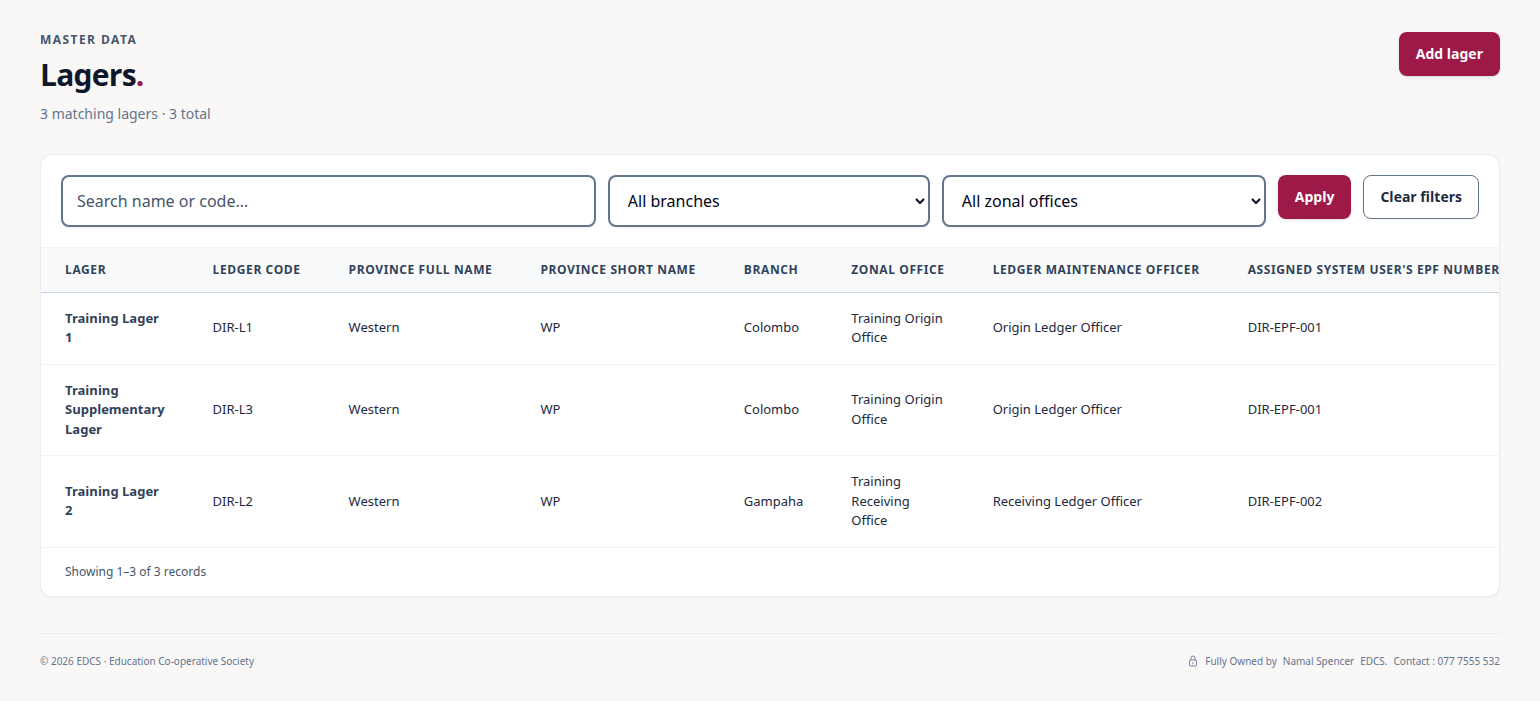 MASTER DATA
Lagers.
3 matching lagers · 3 total
Add lager
Search name or code...
All branches
All zonal offices
Apply
Clear filters
LAGER LEDGER CODE PROVINCE FULL NAME PROVINCE SHORT NAME BRANCH ZONAL OFFICE LEDGER MAINTENANCE OFFICER ASSIGNED SYSTEM USER'S EPF NUMBER
Training Lager 1 DIR-L1 Western WP Colombo Training Origin Office Origin Ledger Officer DIR-EPF-001
Training Supplementary Lager DIR-L3 Western WP Colombo Training Origin Office Origin Ledger Officer DIR-EPF-001
Training Lager 2 DIR-L2 Western WP Gampaha Training Receiving Office Receiving Ledger Officer DIR-EPF-002
Showing 1–3 of 3 records
© 2026 EDCS · Education Co-operative Society
Fully Owned by Namal Spencer EDCS. Contact : 077 7555 532